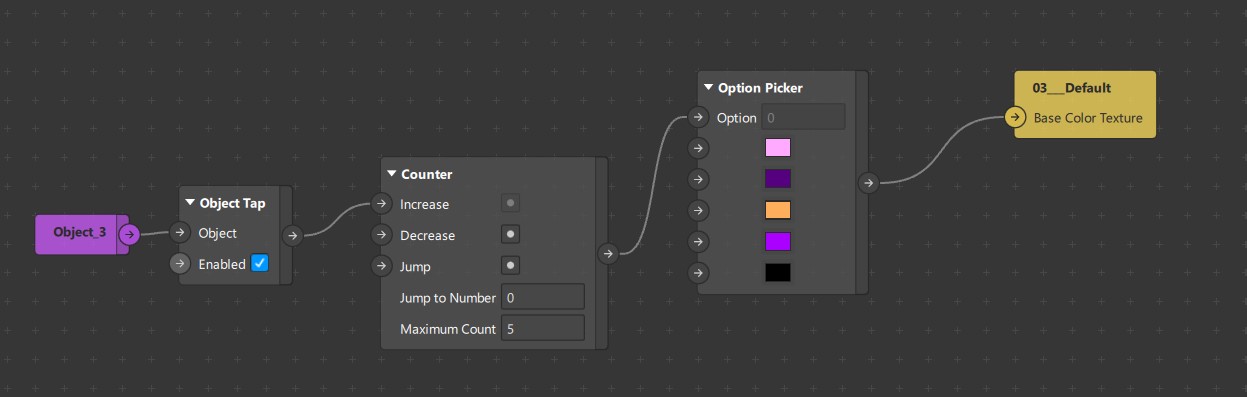 Object_3
Object Tap
Object
Enabled
Counter
Increase
Decrease
Jump
Jump to Number 0
Maximum Count 5
Option Picker
Option 0
03___Default
Base Color Texture